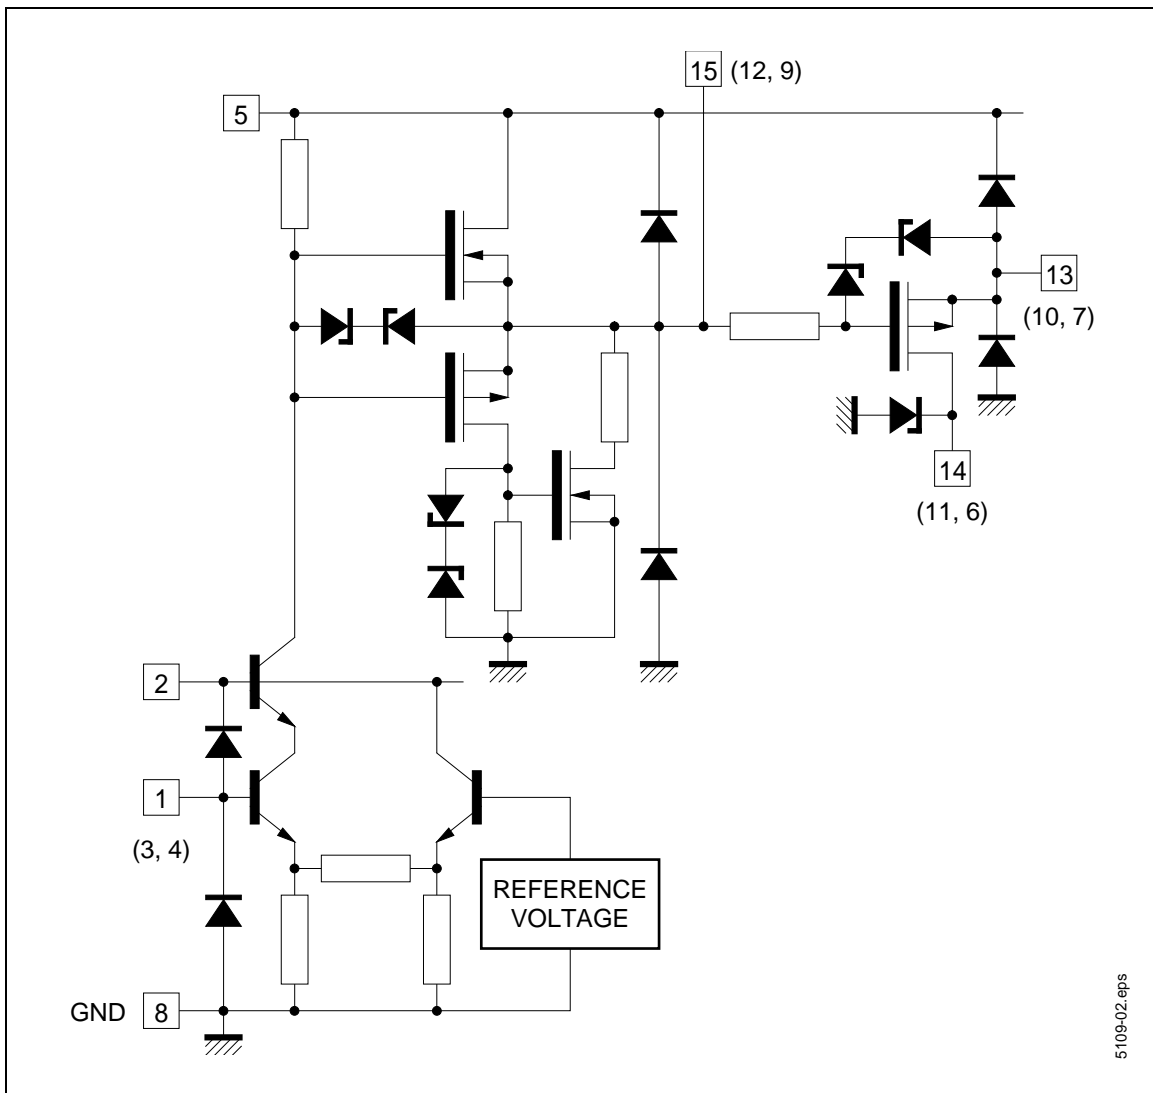 15 (12, 9)
5
13
(10, 7)
14
(11, 6)
2
1
(3, 4)
REFERENCE
VOLTAGE
GND 8
5109-02.eps